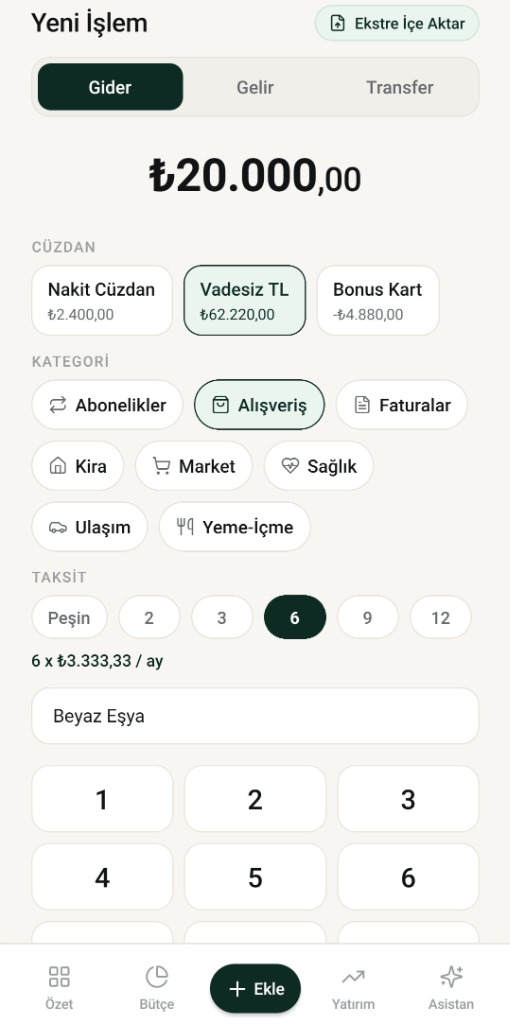 Yeni İşlem
Ekstre İçe Aktar
Gider Gelir Transfer
₺20.000,00
CÜZDAN
Nakit Cüzdan Vadesiz TL Bonus Kart
₺2.400,00 ₺62.220,00 -₺4.880,00
KATEGORİ
Abonelikler Alışveriş Faturalar
Kira Market Sağlık
Ulaşım Yeme-İçme
TAKSİT
Peşin 2 3 6 9 12
6 x ₺3.333,33 / ay
Beyaz Eşya
1 2 3
4 5 6
Özet Bütçe + Ekle Yatırım Asistan